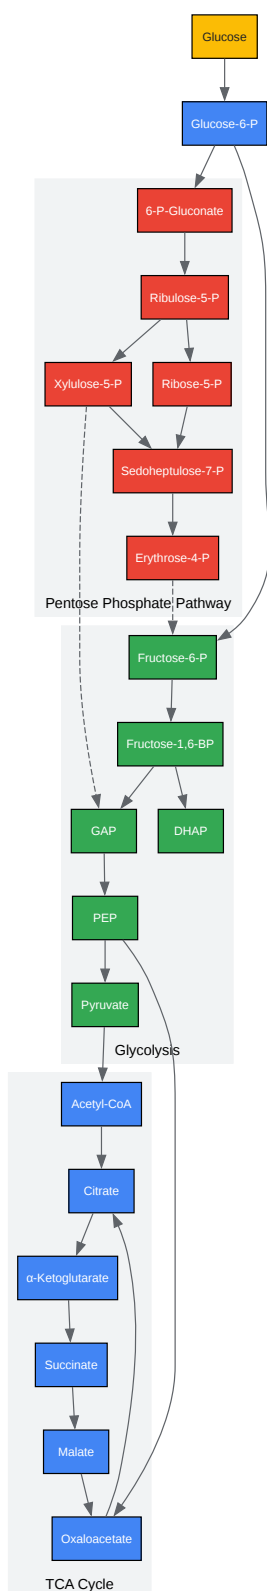 Glucose
Glucose-6-P
6-P-Gluconate
Ribulose-5-P
Xylulose-5-P
Ribose-5-P
Sedoheptulose-7-P
Erythrose-4-P
Pentose Phosphate Pathway
Fructose-6-P
Fructose-1,6-BP
GAP
DHAP
PEP
Pyruvate
Glycolysis
Acetyl-CoA
Citrate
α-Ketoglutarate
Succinate
Malate
Oxaloacetate
TCA Cycle